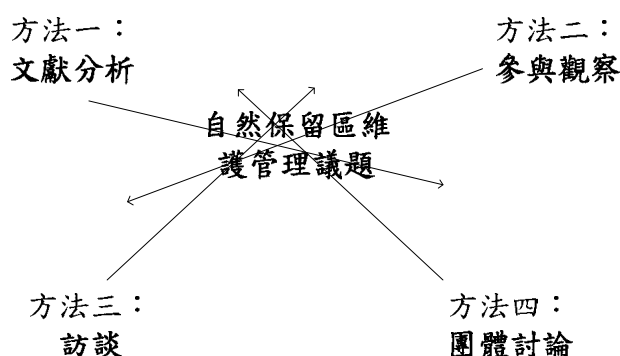 方法一：
文獻分析
方法二：
參與觀察
自然保留區維
護管理議題
方法三：
訪談
方法四：
團體討論